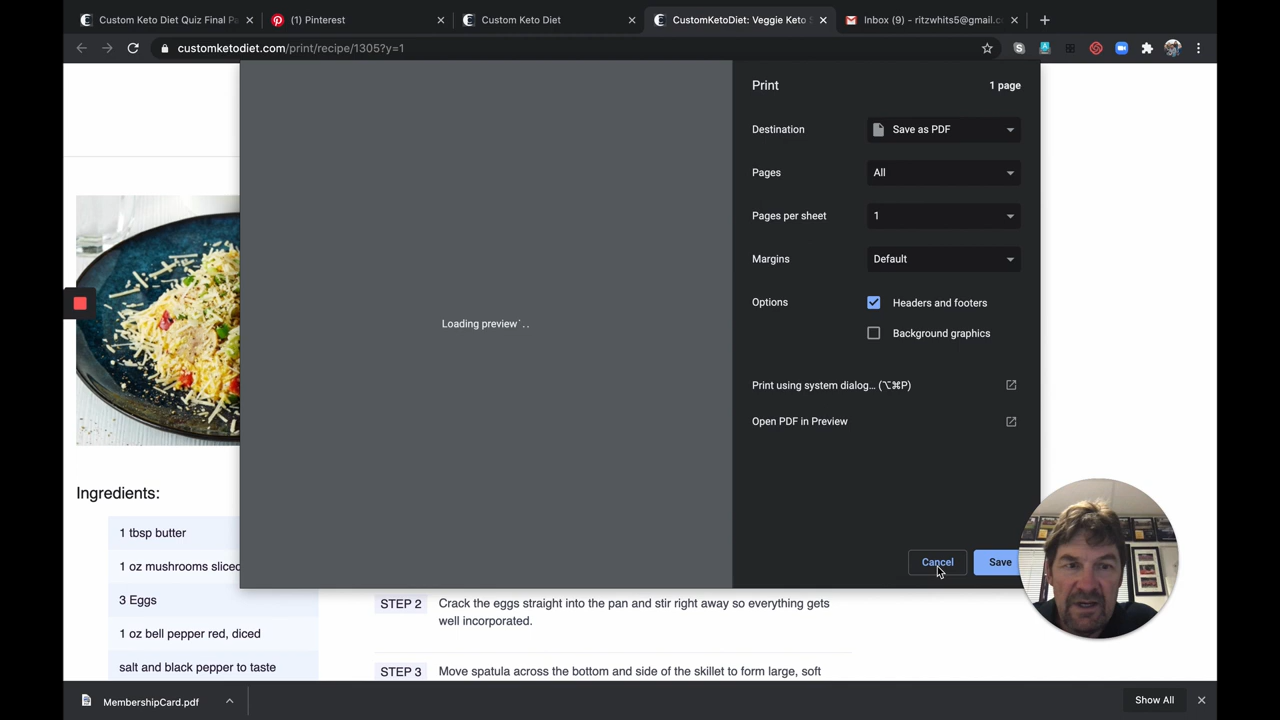 Custom Keto Diet Quiz Final Pa
(1) Pinterest
Custom Keto Diet
CustomKetoDiet: Veggie Keto S
Inbox (9) - ritzwhits5@gmail.c
customketodiet.com/print/recipe/1305?y=1
Loading preview`..
Print
1 page
Destination
Save as PDF
Pages
All
Pages per sheet
1
Margins
Default
Options
Headers and footers
Background graphics
Print using system dialog... (⌥⌘P)
Open PDF in Preview
Cancel
Save
Ingredients:
1 tbsp butter
1 oz mushrooms sliced
3 Eggs
1 oz bell pepper red, diced
salt and black pepper to taste
STEP 2
Crack the eggs straight into the pan and stir right away so everything gets
well incorporated.
STEP 3
Move spatula across the bottom and side of the skillet to form large, soft
MembershipCard.pdf
Show All